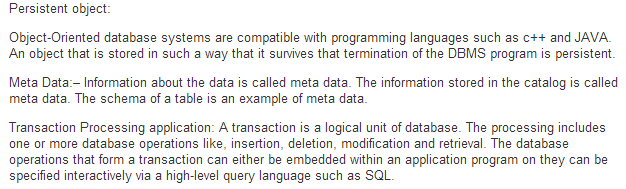 Persistent object:
Object-Oriented database systems are compatible with programming languages such as c++ and JAVA.
An object that is stored in such a way that it survives that termination of the DBMS program is persistent.
Meta Data:– Information about the data is called meta data. The information stored in the catalog is called
meta data. The schema of a table is an example of meta data.
Transaction Processing application: A transaction is a logical unit of database. The processing includes
one or more database operations like, insertion, deletion, modification and retrieval. The database
operations that form a transaction can either be embedded within an application program on they can be
specified interactively via a high-level query language such as SQL.